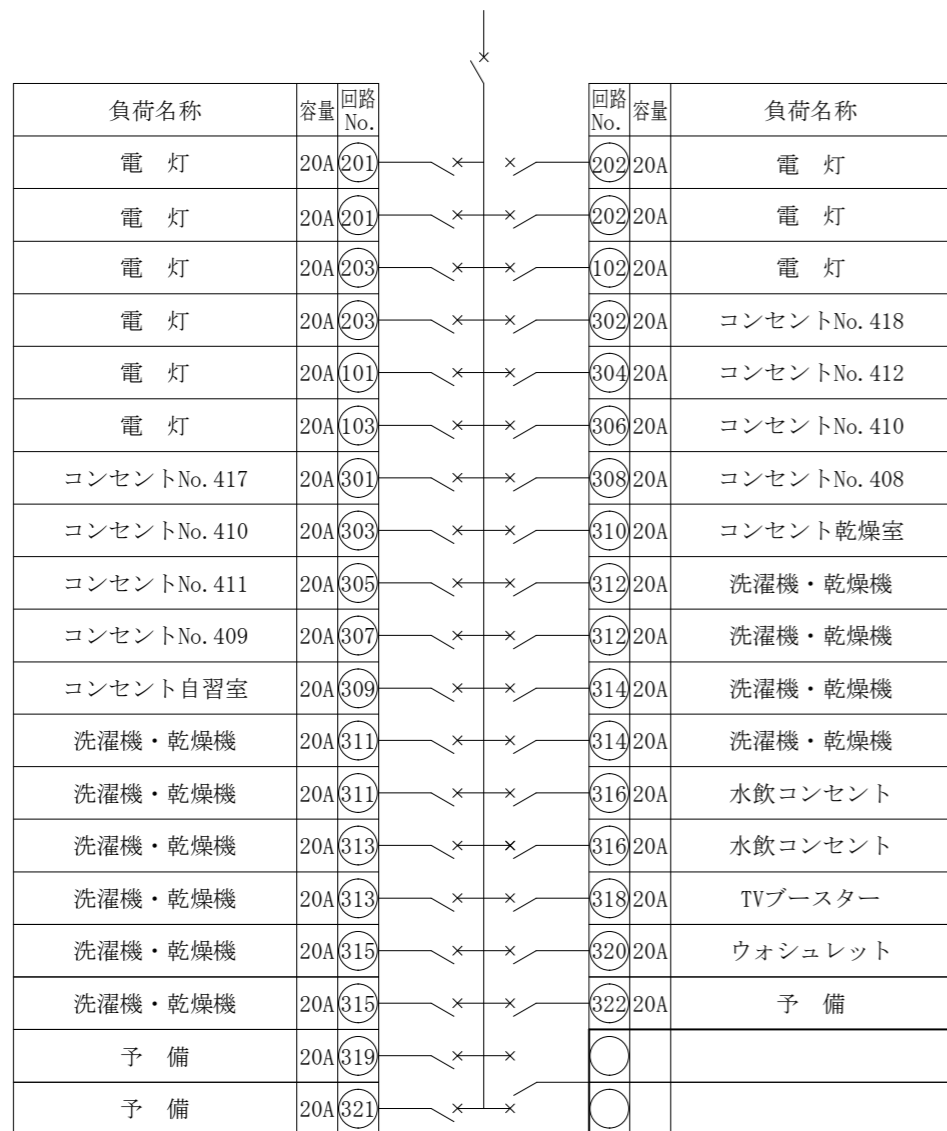 負荷名称 容量 回路No. 回路No. 容量 負荷名称
電 灯 20A 201 202 20A 電 灯
電 灯 20A 201 202 20A 電 灯
電 灯 20A 203 102 20A 電 灯
電 灯 20A 203 302 20A コンセントNo.418
電 灯 20A 101 304 20A コンセントNo.412
電 灯 20A 103 306 20A コンセントNo.410
コンセントNo.417 20A 301 308 20A コンセントNo.408
コンセントNo.410 20A 303 310 20A コンセント乾燥室
コンセントNo.411 20A 305 312 20A 洗濯機・乾燥機
コンセントNo.409 20A 307 312 20A 洗濯機・乾燥機
コンセント自習室 20A 309 314 20A 洗濯機・乾燥機
洗濯機・乾燥機 20A 311 314 20A 洗濯機・乾燥機
洗濯機・乾燥機 20A 311 316 20A 水飲コンセント
洗濯機・乾燥機 20A 313 316 20A 水飲コンセント
洗濯機・乾燥機 20A 313 318 20A TVブースター
洗濯機・乾燥機 20A 315 320 20A ウォシュレット
洗濯機・乾燥機 20A 315 322 20A 予 備
予 備 20A 319
予 備 20A 321